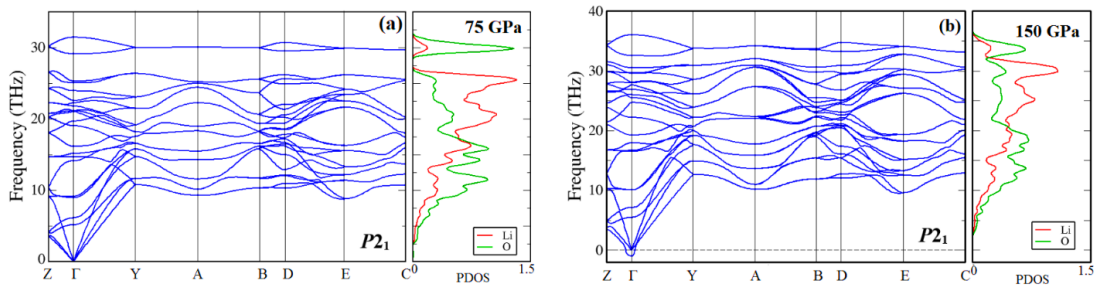 (a)
75 GPa
Frequency (THz)
30
20
10
0
P2₁
Li
O
Z Γ Y A B D E C
0 PDOS 1.5
(b)
150 GPa
Frequency (THz)
40
30
20
10
0
P2₁
Li
O
Z Γ Y A B D E C
0 PDOS 1.5